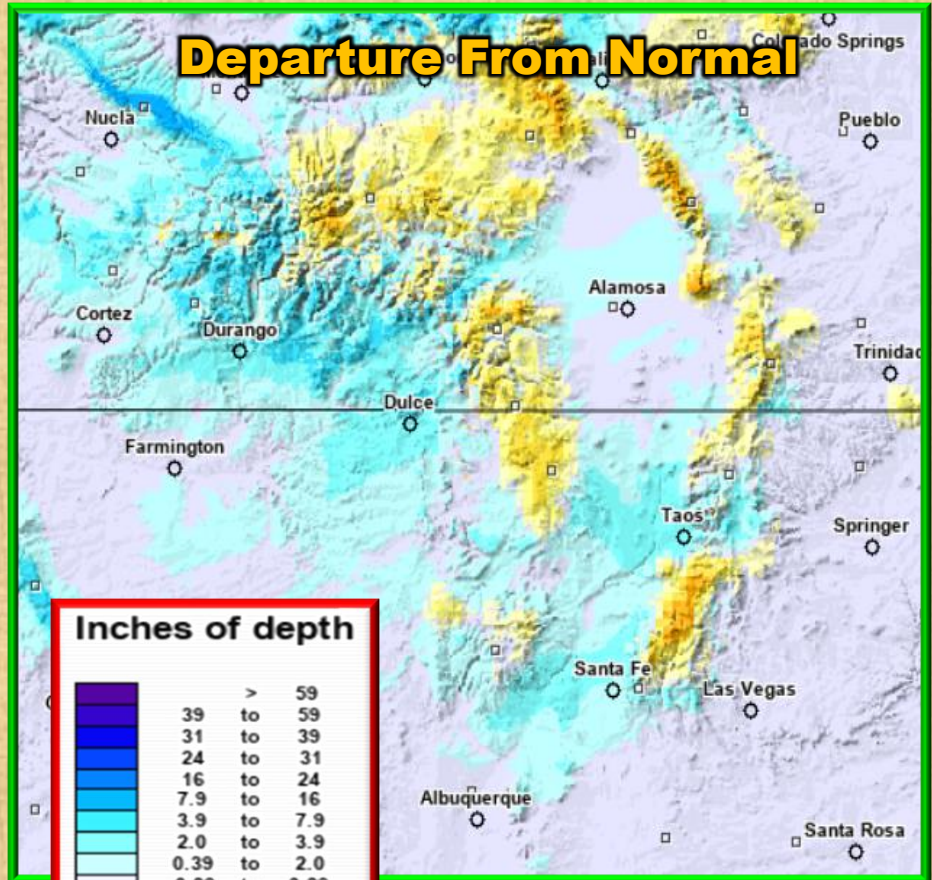 Departure From Normal
Colorado Springs
Nucla
Pueblo
Alamosa
Cortez
Durango
Trinidad
Dulce
Farmington
Taos
Springer
Inches of depth
> 59
39 to 59
31 to 39
24 to 31
16 to 24
7.9 to 16
3.9 to 7.9
2.0 to 3.9
0.39 to 2.0
Santa Fe
Las Vegas
Albuquerque
Santa Rosa